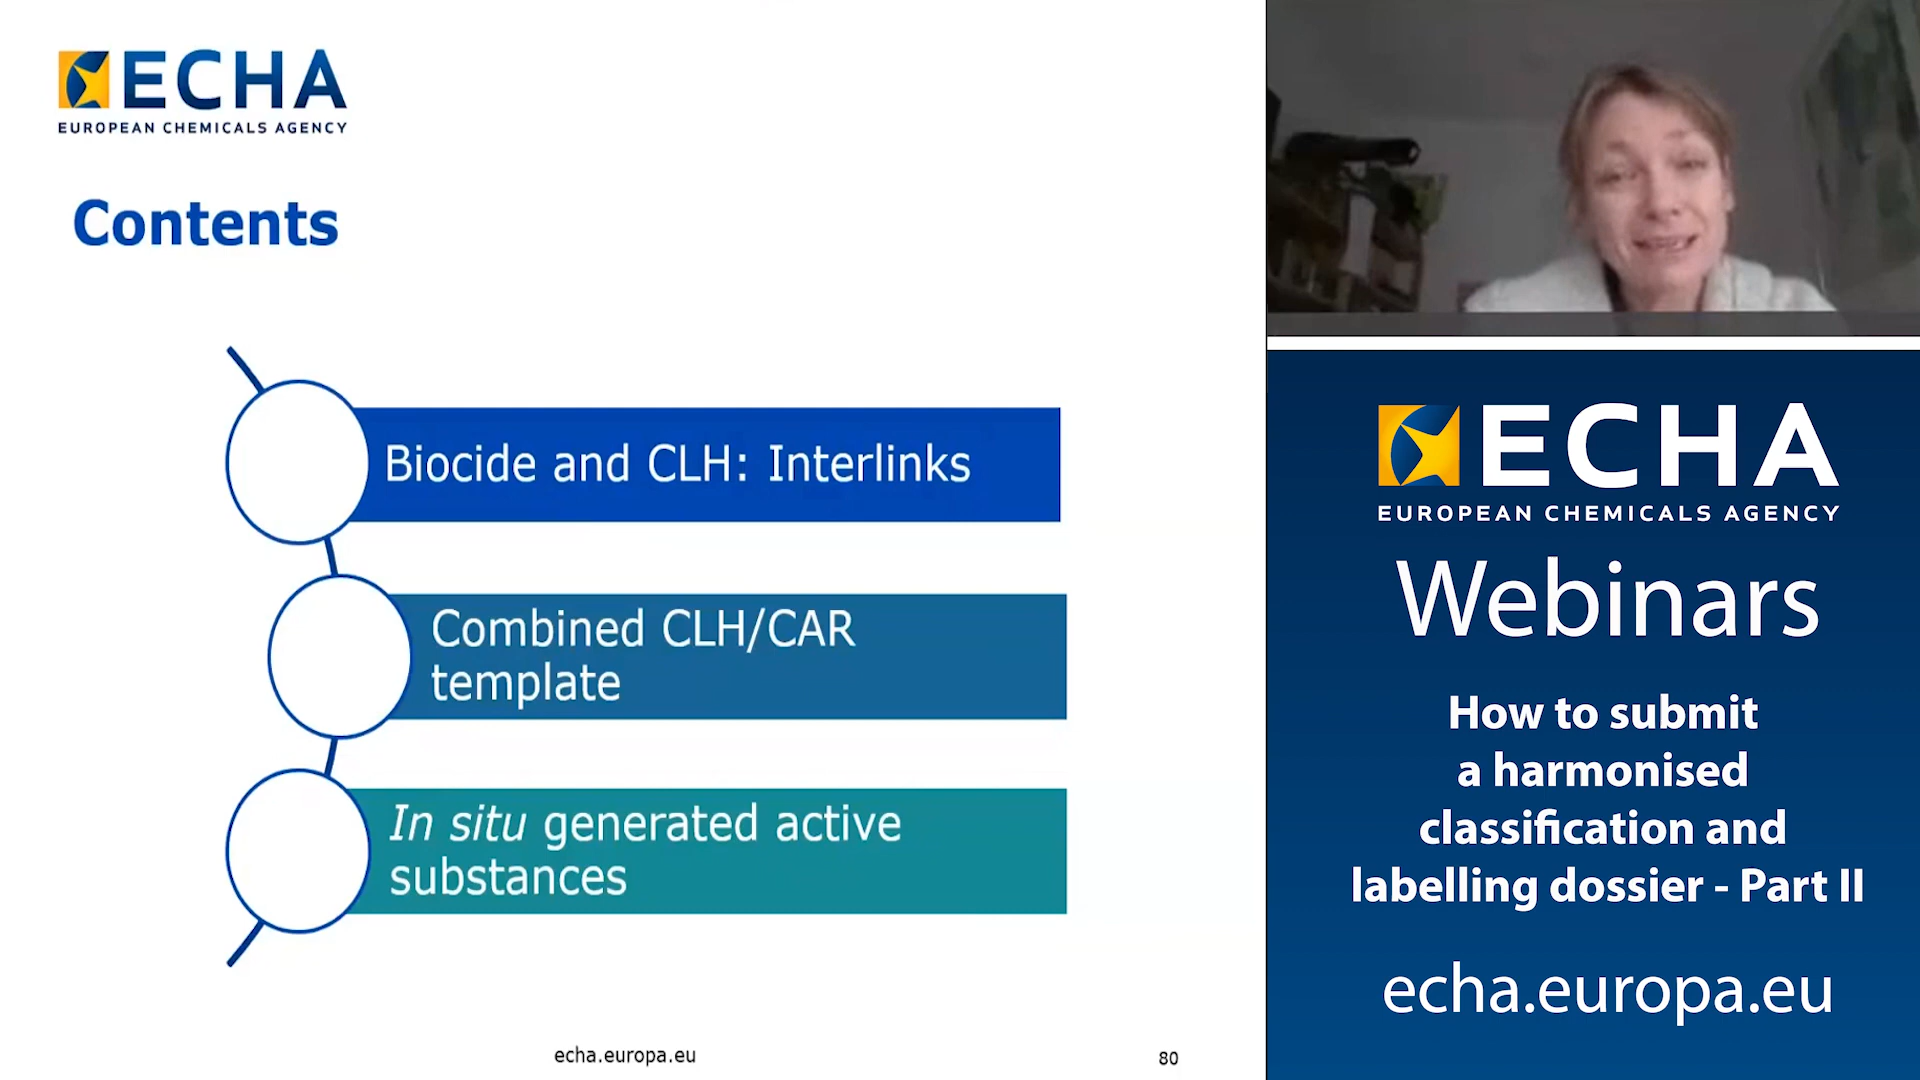 ECHA
EUROPEAN CHEMICALS AGENCY
Contents
Biocide and CLH: Interlinks
Combined CLH/CAR
template
In situ generated active
substances
echa.europa.eu
80
ECHA
EUROPEAN CHEMICALS AGENCY
Webinars
How to submit
a harmonised
classification and
labelling dossier - Part II
echa.europa.eu